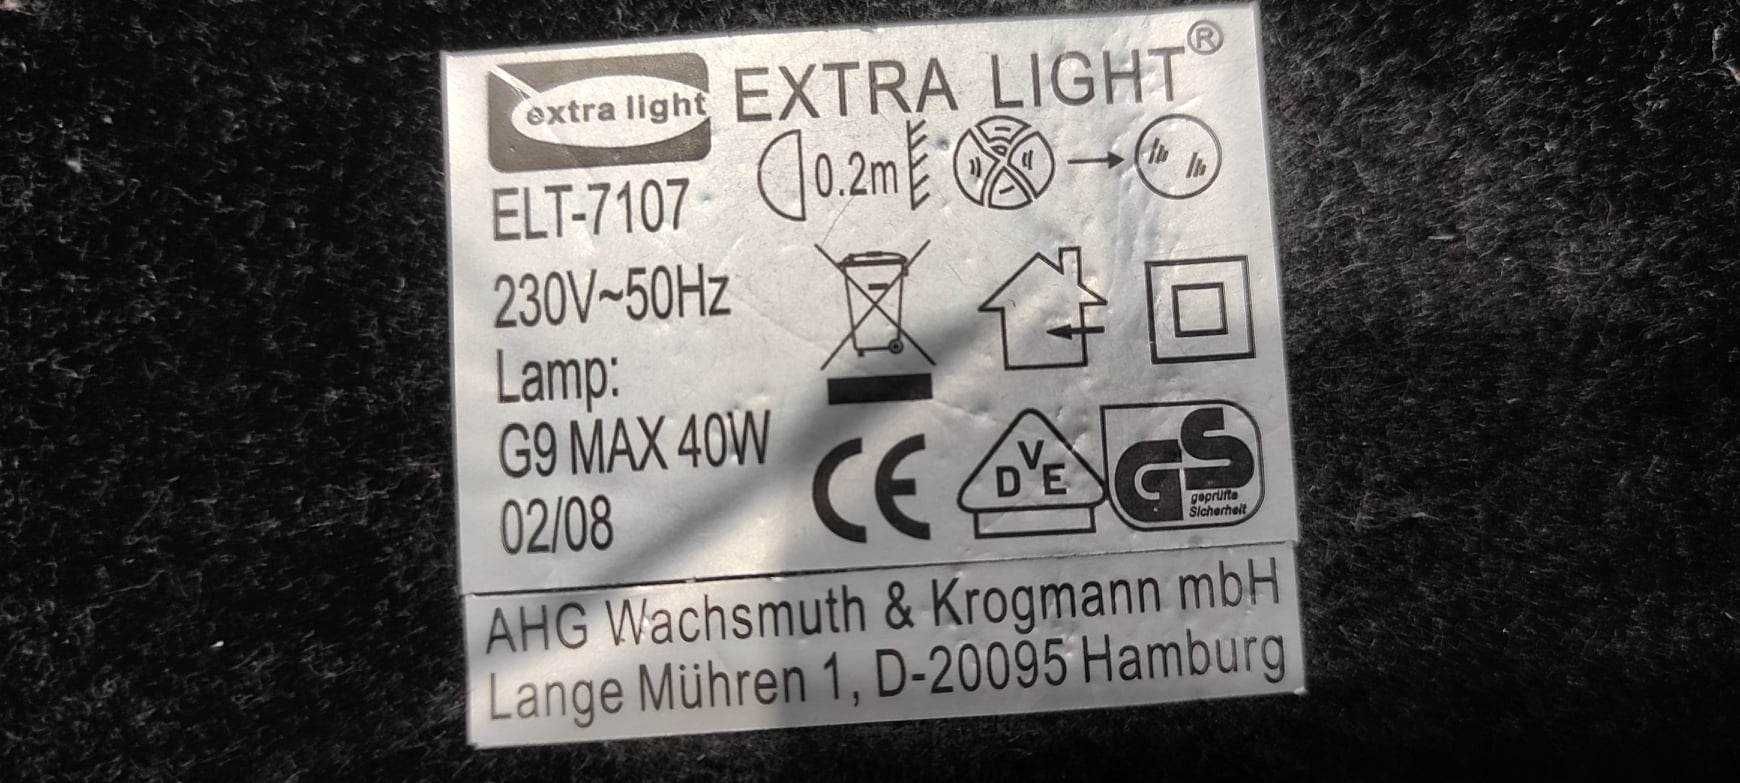 extra light
EXTRA LIGHT®
0.2m
ELT-7107
230V~50Hz
Lamp:
G9 MAX 40W
02/08
CE
DVE
GS
geprüfte
Sicherheit
AHG Wachsmuth & Krogmann mbH
Lange Mühren 1, D-20095 Hamburg